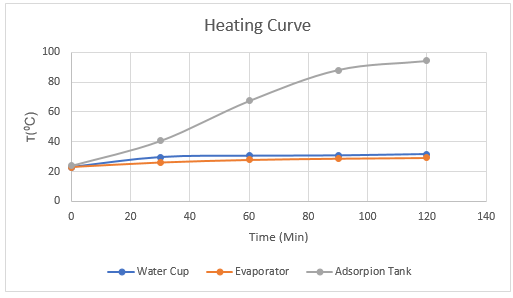 Heating Curve
100
80
60
40
20
0
T(⁰C)
0 20 40 60 80 100 120 140
Time (Min)
Water Cup Evaporator Adsorpion Tank